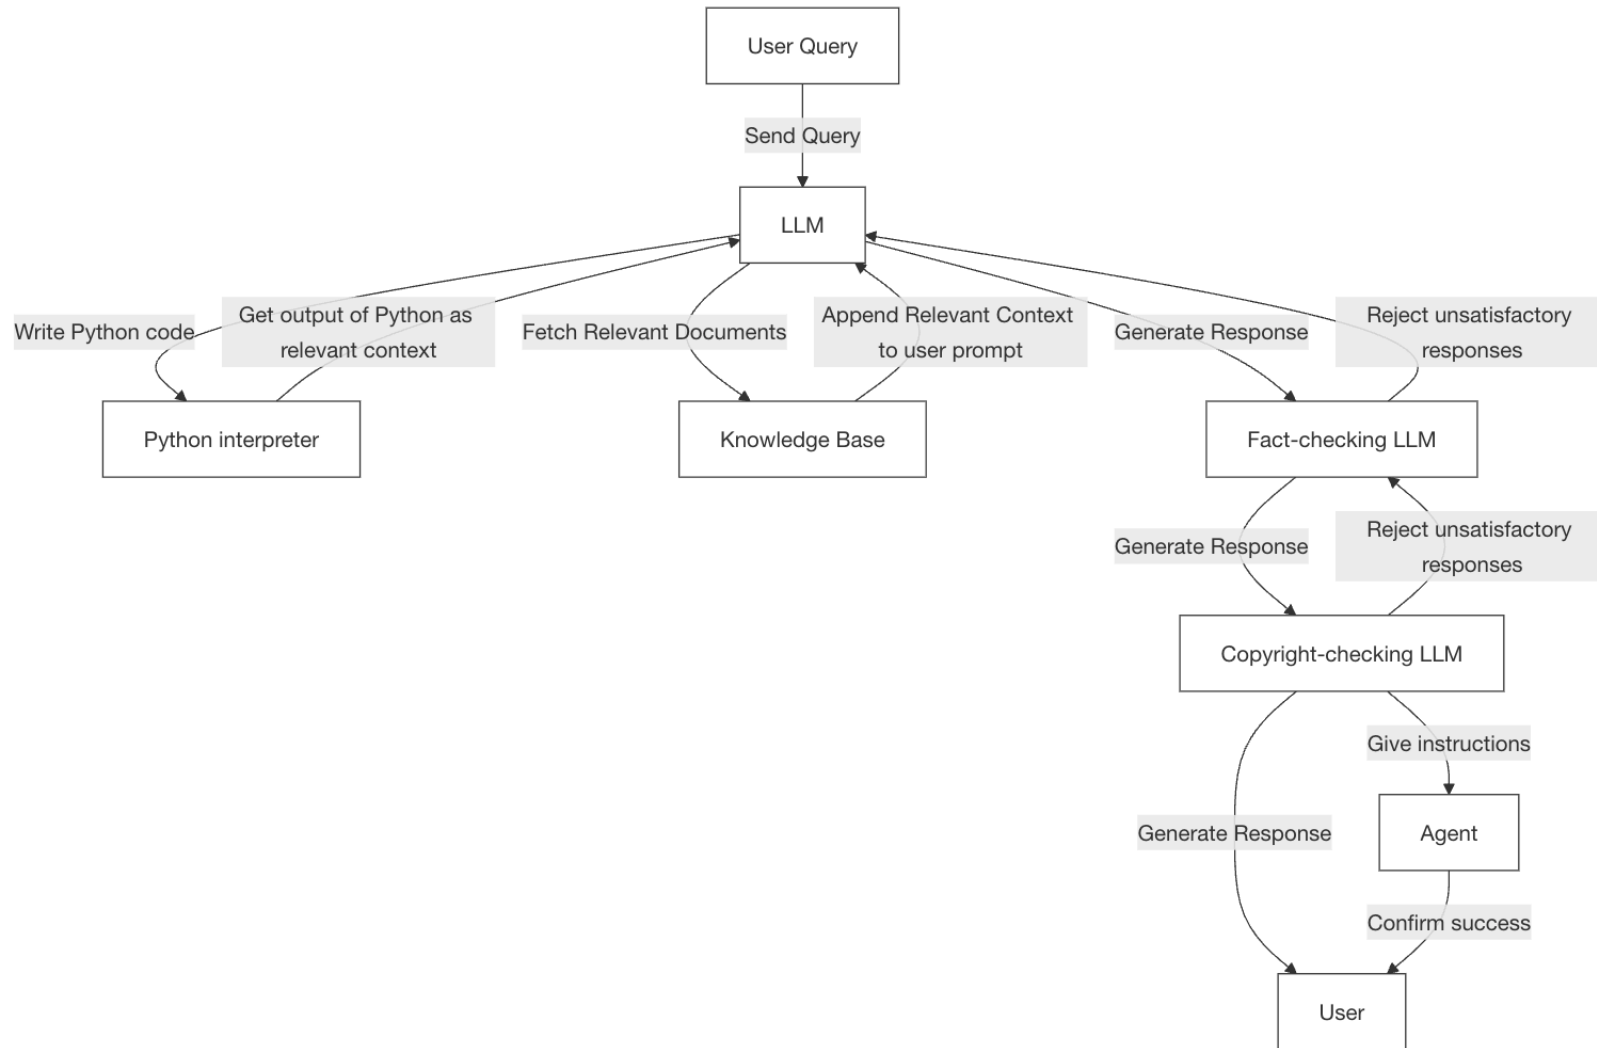 User Query
Send Query
LLM
Write Python code
Get output of Python as
relevant context
Fetch Relevant Documents
Append Relevant Context
to user prompt
Generate Response
Reject unsatisfactory
responses
Python interpreter
Knowledge Base
Fact-checking LLM
Generate Response
Reject unsatisfactory
responses
Copyright-checking LLM
Give instructions
Generate Response
Agent
Confirm success
User